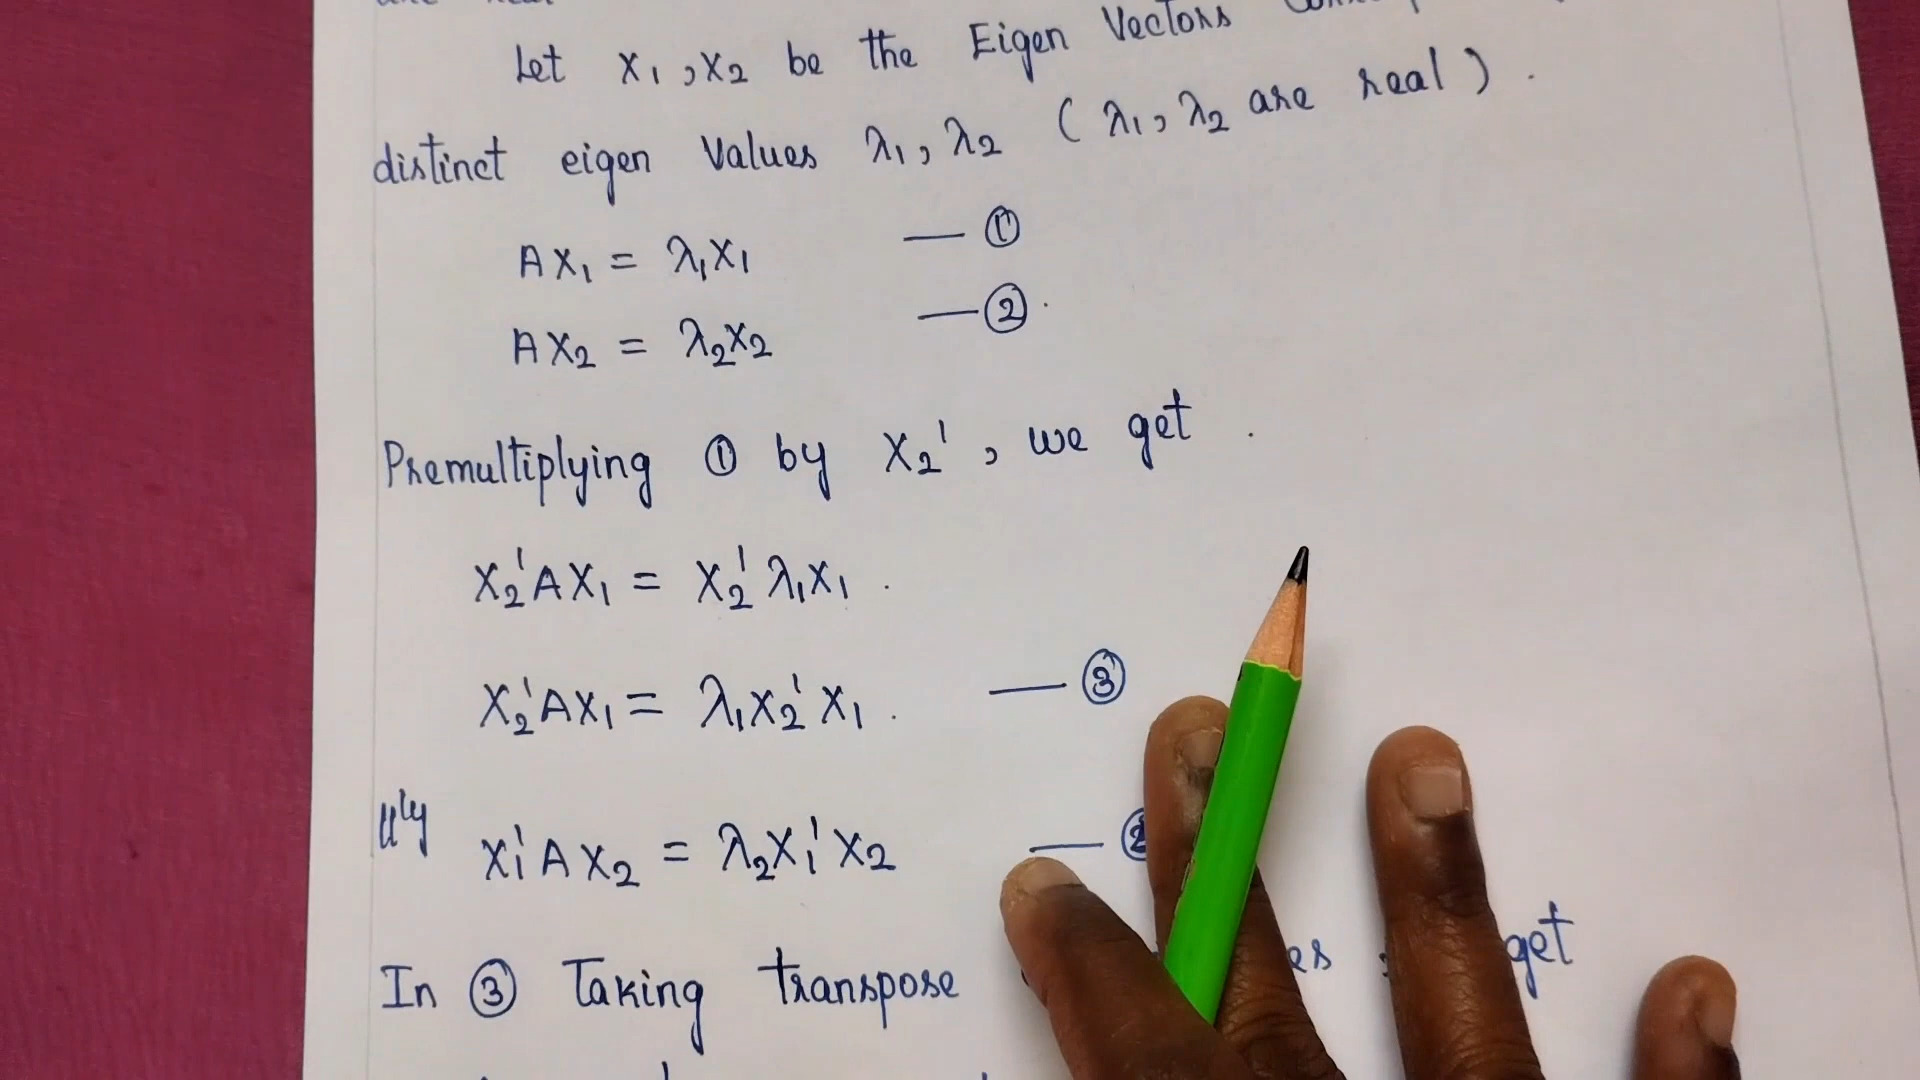 Let X₁, X₂ be the Eigen Vectors
distinct eigen Values λ₁, λ₂ (λ₁, λ₂ are real).
AX₁ = λ₁X₁ — ①
AX₂ = λ₂X₂ — ②
Premultiplying ① by X₂', we get
X₂'AX₁ = X₂'λ₁X₁.
X₂'AX₁ = λ₁X₂'X₁. — ③
lllly X₁'AX₂ = λ₂X₁'X₂ —
In ③ Taking transpose get